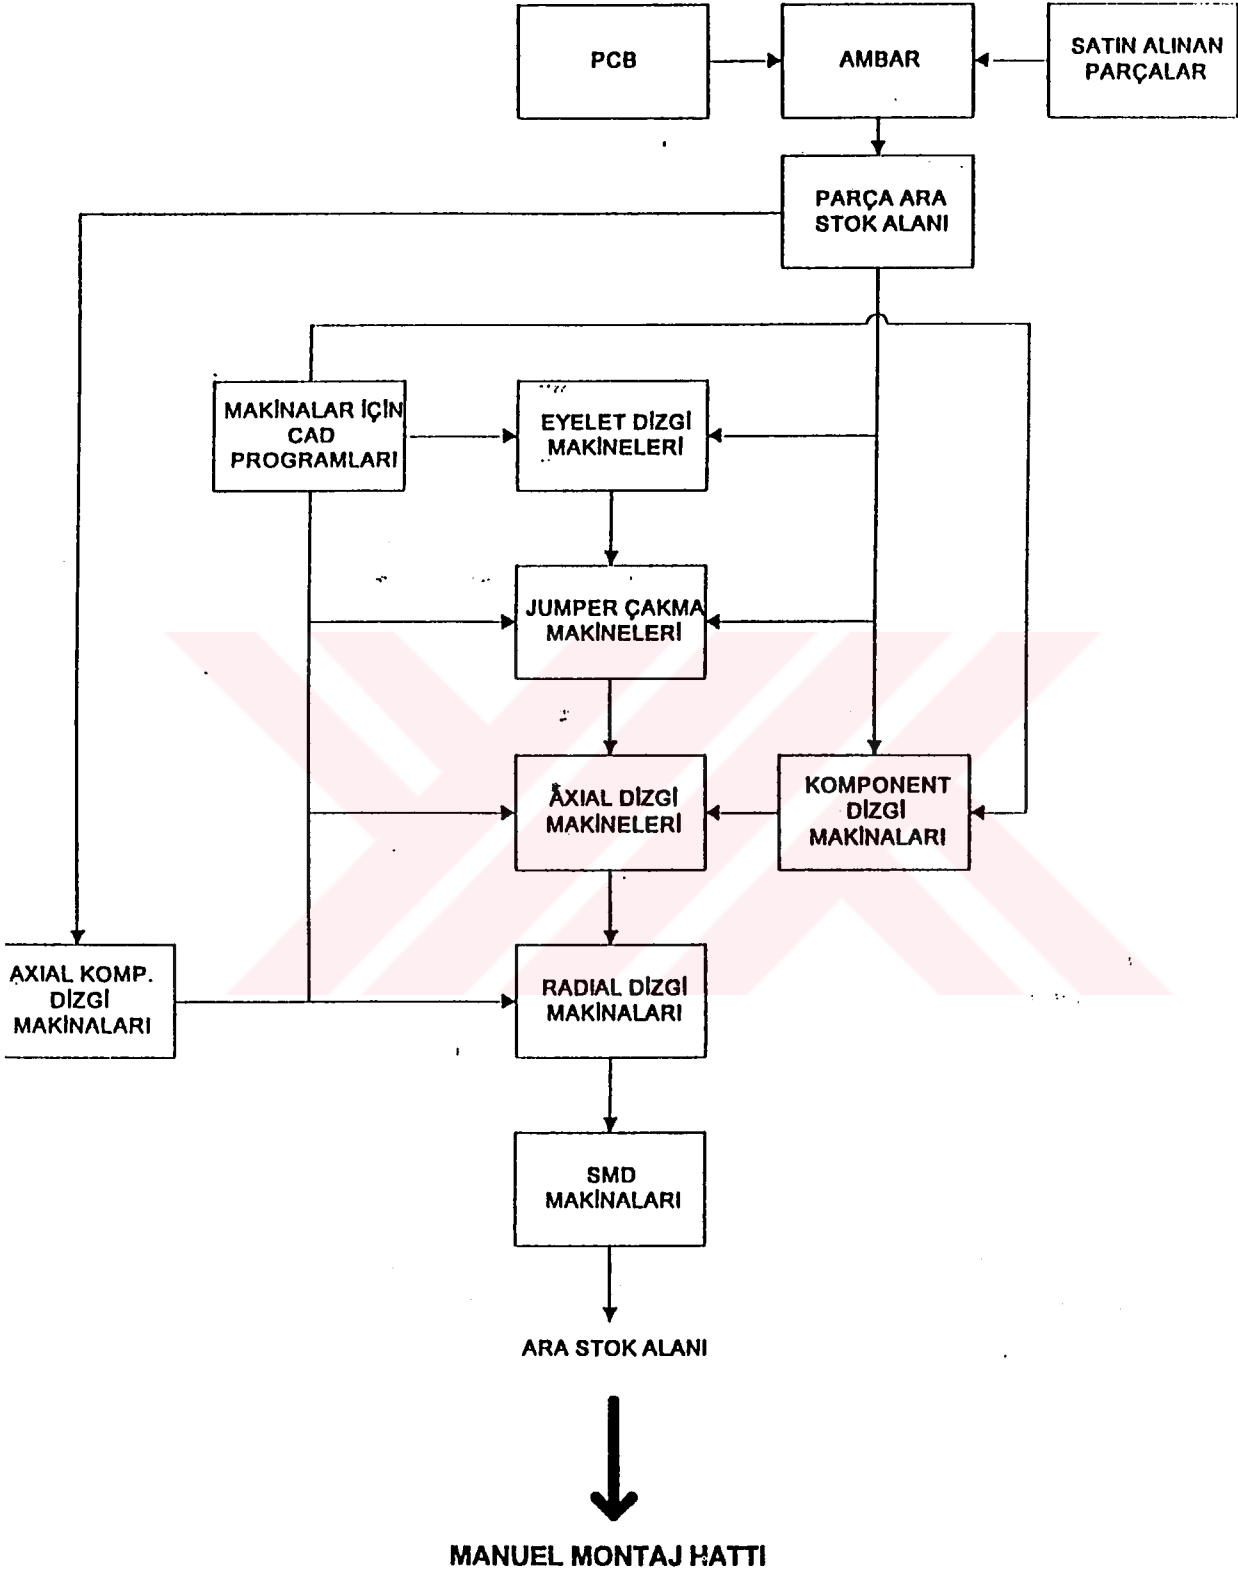 PCB
AMBAR
SATIN ALINAN
PARÇALAR
PARÇA ARA
STOK ALANI
MAKİNALAR İÇİN
CAD
PROGRAMLARI
EYELET DİZGİ
MAKİNELERİ
JUMPER ÇAKMA
MAKİNELERİ
AXIAL DİZGİ
MAKİNELERİ
KOMPONENT
DİZGİ
MAKİNALARI
AXIAL KOMP.
DİZGİ
MAKİNALARI
RADIAL DİZGİ
MAKİNALARI
SMD
MAKİNALARI
ARA STOK ALANI
MANUEL MONTAJ HATTI